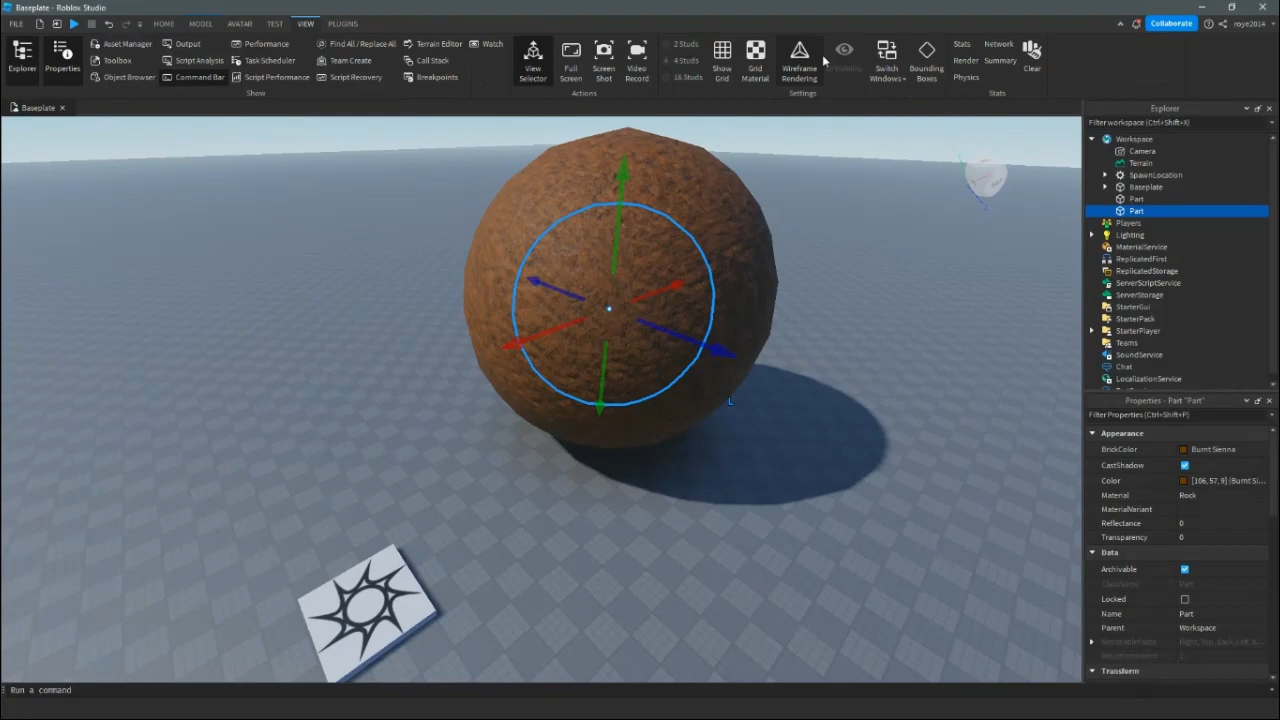 Baseplate - Roblox Studio
FILE HOME MODEL AVATAR TEST VIEW PLUGINS Collaborate roye2014
Explorer
Properties
Asset Manager Output Performance Find All / Replace All Terrain Editor Watch
Toolbox Script Analysis Task Scheduler Team Create Call Stack
Object Browser Command Bar Script Performance Script Recovery Breakpoints
Show
View Selector
Full Screen
Screen Shot
Video Record
Actions
2 Studs
4 Studs
16 Studs
Show Grid
Grid Material
Wireframe Rendering
Switch Windows
Bounding Boxes
Settings
Stats Network
Render Summary
Physics
Clear
Stats
Baseplate
Explorer
Filter workspace (Ctrl+Shift+X)
Workspace
Camera
Terrain
SpawnLocation
Baseplate
Part
Part
Players
Lighting
MaterialService
ReplicatedFirst
ReplicatedStorage
ServerScriptService
ServerStorage
StarterGui
StarterPack
StarterPlayer
Teams
SoundService
Chat
LocalizationService
Properties - Part "Part"
Filter Properties (Ctrl+Shift+P)
Appearance
BrickColor Burnt Sienna
CastShadow
Color [106, 57, 9] (Burnt Si...
Material Rock
MaterialVariant
Reflectance 0
Transparency 0
Data
Archivable
ClassName Part
Locked
Name Part
Parent Workspace
Transform
Run a command
L